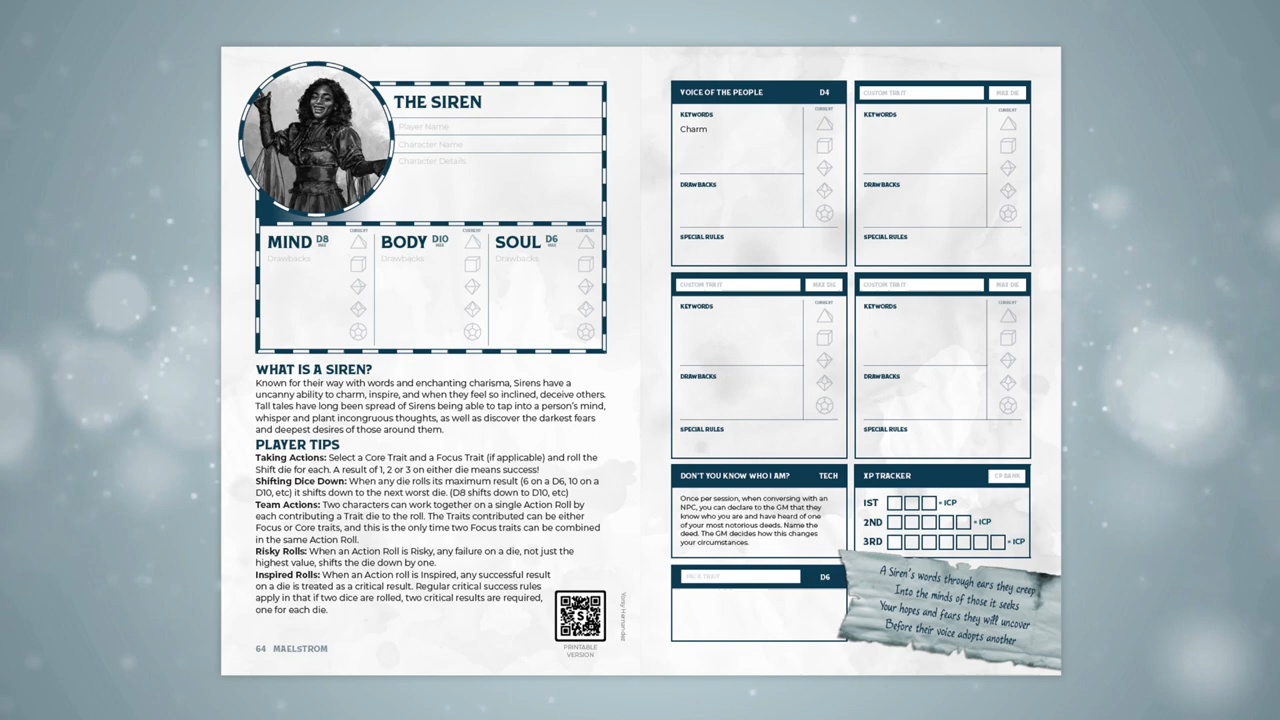 THE SIREN
Player Name
Character Name
Character Details
MIND D8 MAX
CURRENT
Drawbacks
BODY D10 MAX
CURRENT
Drawbacks
SOUL D6 MAX
CURRENT
Drawbacks
WHAT IS A SIREN?
Known for their way with words and enchanting charisma, Sirens have a
uncanny ability to charm, inspire, and when they feel so inclined, deceive others.
Tall tales have long been spread of Sirens being able to tap into a person's mind,
whisper and plant incongruous thoughts, as well as discover the darkest fears
and deepest desires of those around them.
PLAYER TIPS
Taking Actions: Select a Core Trait and a Focus Trait (if applicable) and roll the
Shift die for each. A result of 1, 2 or 3 on either die means success!
Shifting Dice Down: When any die rolls its maximum result (6 on a D6, 10 on a
D10, etc) it shifts down to the next worst die. (D8 shifts down to D10, etc)
Team Actions: Two characters can work together on a single Action Roll by
each contributing a Trait die to the roll. The Traits contributed can be either
Focus or Core traits, and this is the only time two Focus traits can be combined
in the same Action Roll.
Risky Rolls: When an Action Roll is Risky, any failure on a die, not just the
highest value, shifts the die down by one.
Inspired Rolls: When an Action roll is Inspired, any successful result
on a die is treated as a critical result. Regular critical success rules
apply in that if two dice are rolled, two critical results are required,
one for each die.
PRINTABLE
VERSION
Yorsy Hernandez
64 MAELSTROM
VOICE OF THE PEOPLE D4
KEYWORDS
CURRENT
Charm
DRAWBACKS
SPECIAL RULES
CUSTOM TRAIT MAX DIE
KEYWORDS
CURRENT
DRAWBACKS
SPECIAL RULES
CUSTOM TRAIT MAX DIE
KEYWORDS
CURRENT
DRAWBACKS
SPECIAL RULES
CUSTOM TRAIT MAX DIE
KEYWORDS
CURRENT
DRAWBACKS
SPECIAL RULES
DON'T YOU KNOW WHO I AM? TECH
Once per session, when conversing with an
NPC, you can declare to the GM that they
know who you are and have heard of one
of your most notorious deeds. Name the
deed. The GM decides how this changes
your circumstances.
XP TRACKER CP BANK
1ST = 1CP
2ND = 1CP
3RD = 1CP
PACK TRAIT D6
A Siren's words through ears they creep
Into the minds of those it seeks
Your hopes and fears they will uncover
Before their voice adopts another